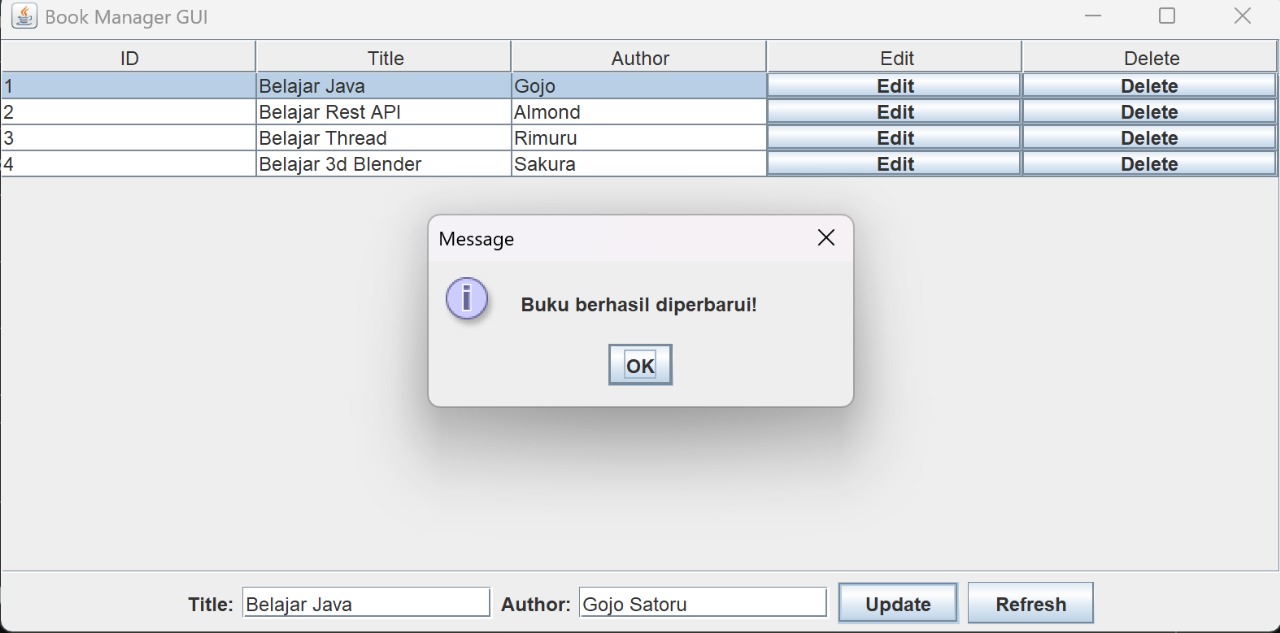 Book Manager GUI
ID Title Author Edit Delete
1 Belajar Java Gojo Edit Delete
2 Belajar Rest API Almond Edit Delete
3 Belajar Thread Rimuru Edit Delete
4 Belajar 3d Blender Sakura Edit Delete
Message
Buku berhasil diperbarui!
OK
Title: Belajar Java Author: Gojo Satoru Update Refresh